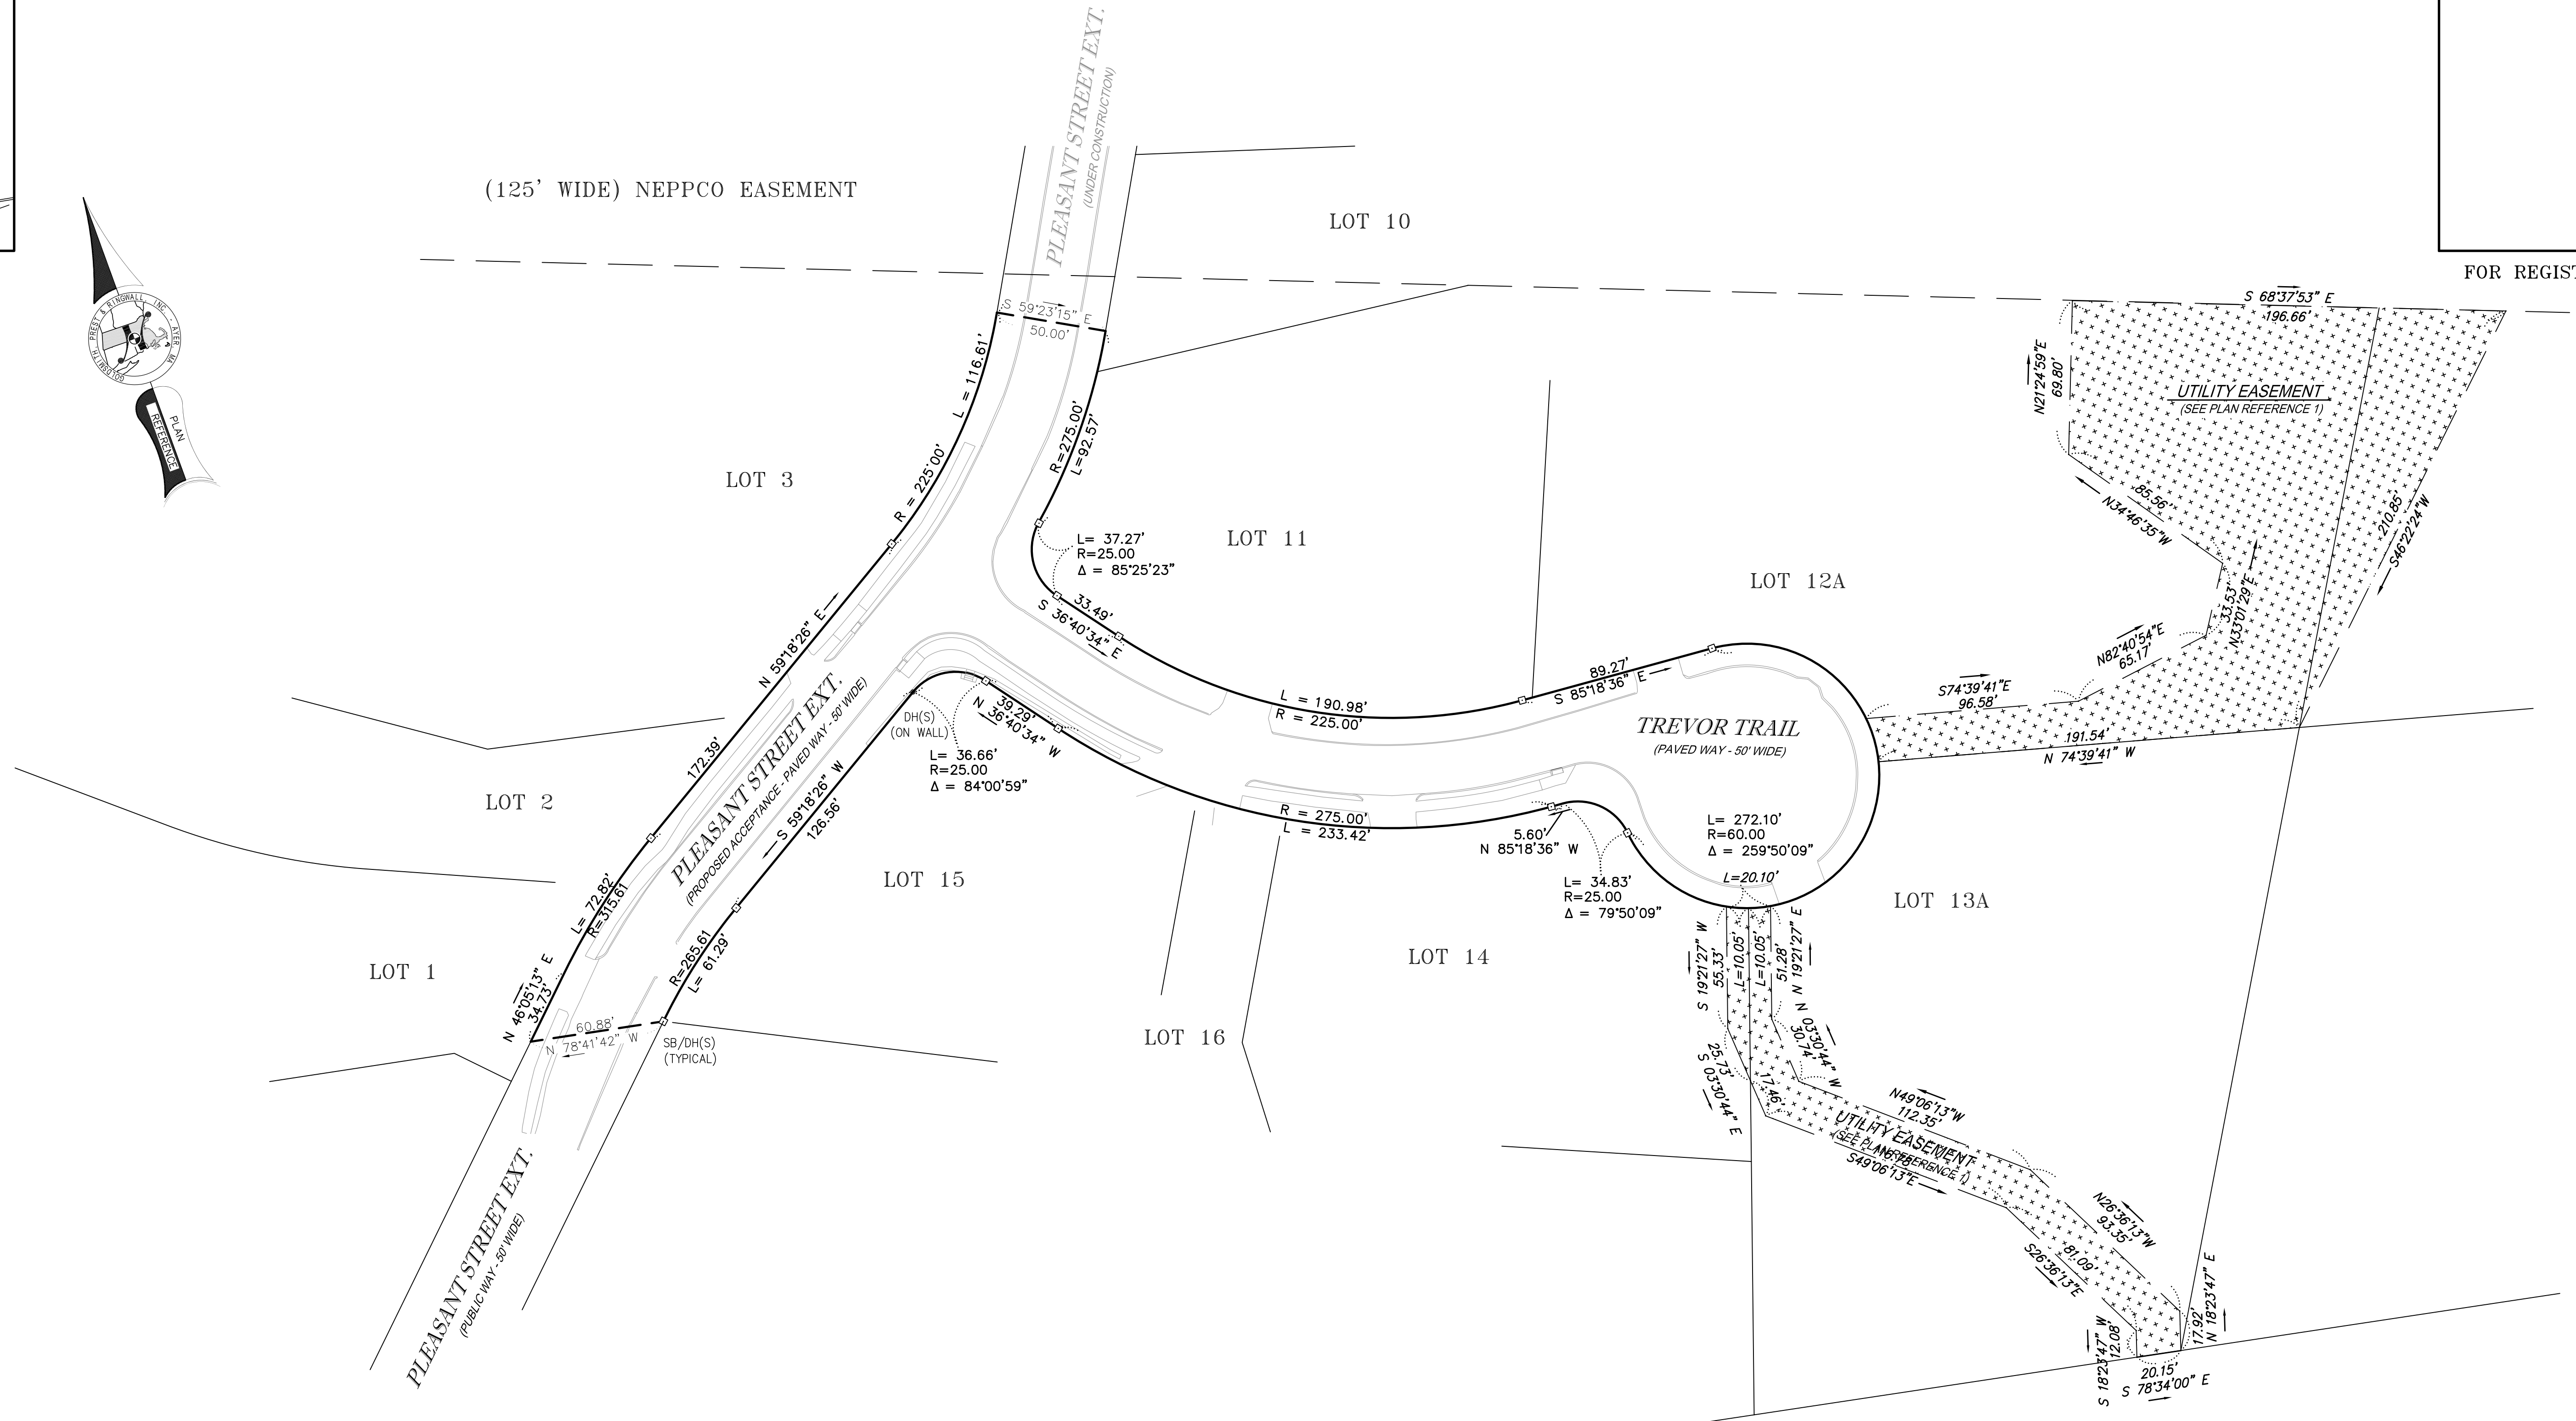 PLEASANT STREET EXT.
(UNDER CONSTRUCTION)
(125' WIDE) NEPPCO EASEMENT
LOT 10
FOR REGIST
GOLDSMITH, PREST & RINGWALL, INC. - AYER MA
PLAN
REFERENCE
S 59°23'15" E
50.00'
L = 116.61'
R = 225.00'
R=275.00'
L=92.57'
LOT 3
L= 37.27'
R=25.00
Δ = 85°25'23"
LOT 11
33.49'
S 36°40'34" E
N 59°18'26" E
172.39'
L = 190.98'
R = 225.00'
89.27'
S 85°18'36" E
LOT 12A
TREVOR TRAIL
(PAVED WAY - 50' WIDE)
S 68°37'53" E
196.66'
N21°24'59"E
69.80'
UTILITY EASEMENT
(SEE PLAN REFERENCE 1)
85.56'
N34°46'35"W
210.85'
S46°22'24"W
33.53'
N33°01'29"E
N82°40'54"E
65.17'
S74°39'41"E
96.58'
191.54'
N 74°39'41" W
DH(S)
(ON WALL)
39.29'
N 36°40'34" W
L= 36.66'
R=25.00
Δ = 84°00'59"
LOT 2
PLEASANT STREET EXT.
(PROPOSED ACCEPTANCE - PAVED WAY - 50' WIDE)
S 59°18'26" W
126.56'
R = 275.00'
L = 233.42'
5.60'
N 85°18'36" W
L= 34.83'
R=25.00
Δ = 79°50'09"
L= 272.10'
R=60.00
Δ = 259°50'09"
L=20.10'
LOT 15
LOT 13A
L= 72.82'
R=315.61
R=265.61
L= 61.29'
LOT 1
N 46°05'13" E
34.73'
60.88'
N 78°41'42" W
SB/DH(S)
(TYPICAL)
LOT 16
LOT 14
S 19°21'27" W
55.33'
L=10.05'
L=10.05'
51.28'
N 19°21'27" E
25.73'
S 03°30'44" E
N 03°30'44" W
30.74'
17.46'
N49°06'13"W
112.35'
UTILITY EASEMENT
(SEE PLAN REFERENCE 1)
S49°06'13"E
N26°36'13"W
93.35'
81.09'
S26°36'13"E
S 18°23'47" W
12.08'
17.92'
N 18°23'47" E
20.15'
S 78°34'00" E
PLEASANT STREET EXT.
(PUBLIC WAY - 50' WIDE)